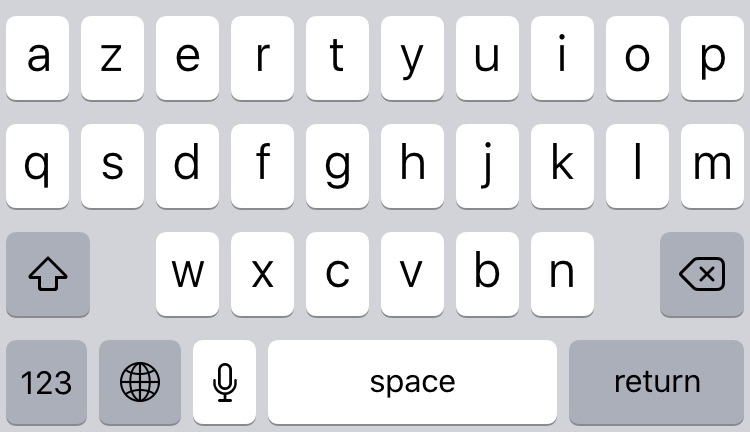 a z e r t y u i o p
q s d f g h j k l m
w x c v b n
123 space return